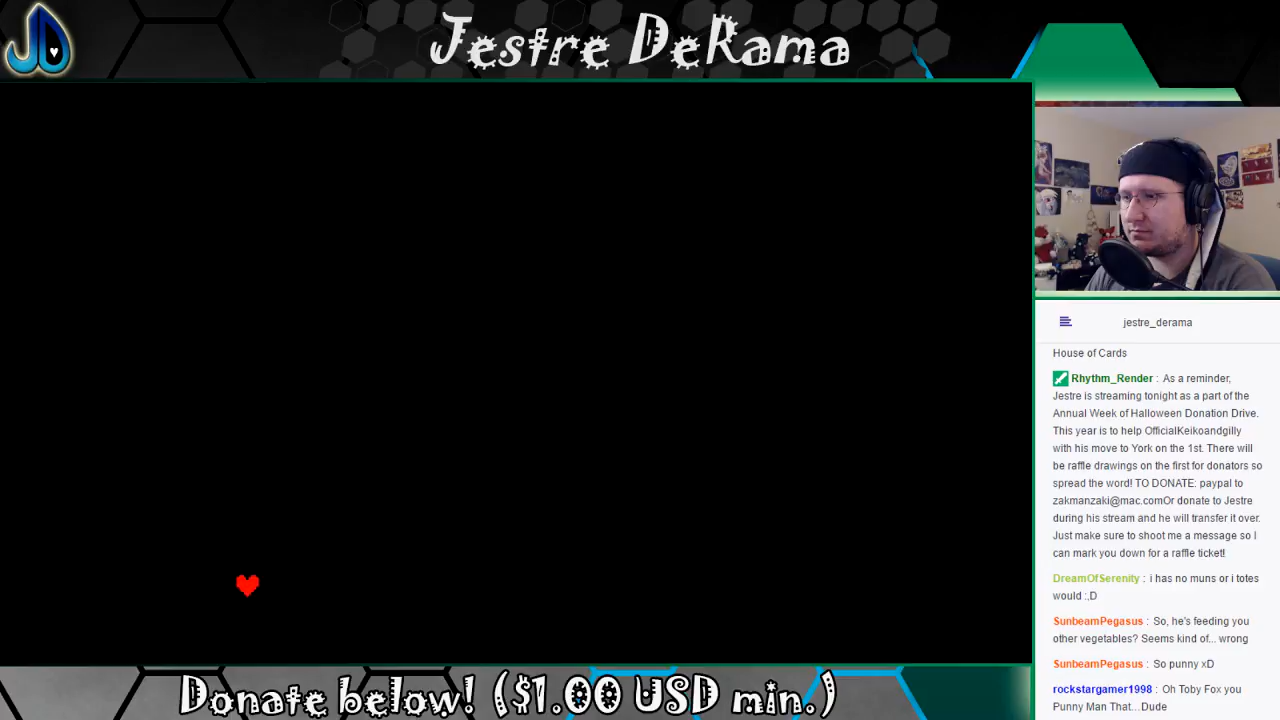 JD
Jestre DeRama
jestre_derama
House of Cards
Rhythm_Render : As a reminder,
Jestre is streaming tonight as a part of the
Annual Week of Halloween Donation Drive.
This year is to help OfficialKeikoandgilly
with his move to York on the 1st. There will
be raffle drawings on the first for donators so
spread the word! TO DONATE: paypal to
zakmanzaki@mac.comOr donate to Jestre
during his stream and he will transfer it over.
Just make sure to shoot me a message so I
can mark you down for a raffle ticket!
DreamOfSerenity : i has no muns or i totes
would :,D
SunbeamPegasus : So, he's feeding you
other vegetables? Seems kind of... wrong
SunbeamPegasus : So punny xD
rockstargamer1998 : Oh Toby Fox you
Punny Man That...Dude
Donate below! ($1.00 USD min.)